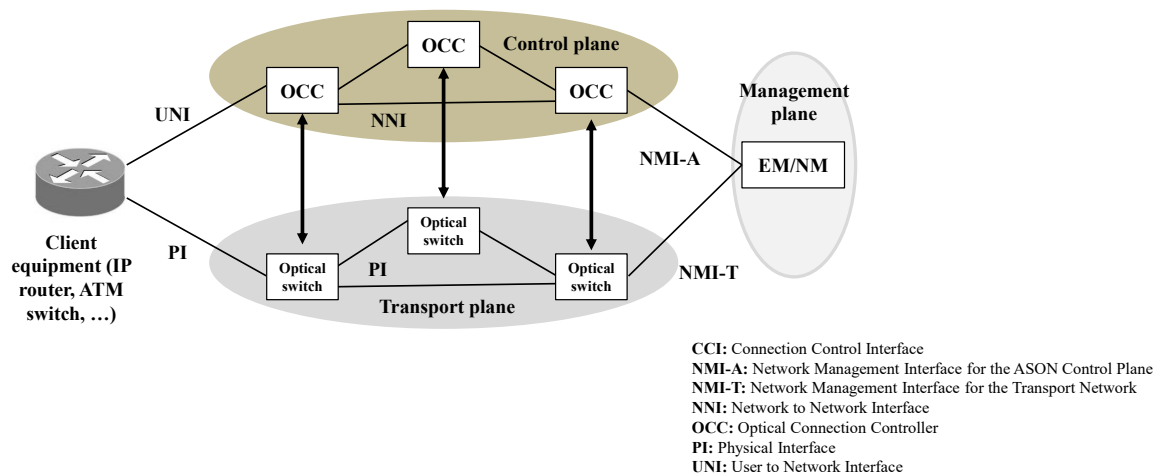 Control plane
OCC
OCC
OCC
UNI
NNI
Management
plane
EM/NM
NMI-A
Client
equipment (IP
router, ATM
switch, …)
PI
Optical
switch
Optical
switch
PI
Optical
switch
NMI-T
Transport plane
CCI: Connection Control Interface
NMI-A: Network Management Interface for the ASON Control Plane
NMI-T: Network Management Interface for the Transport Network
NNI: Network to Network Interface
OCC: Optical Connection Controller
PI: Physical Interface
UNI: User to Network Interface